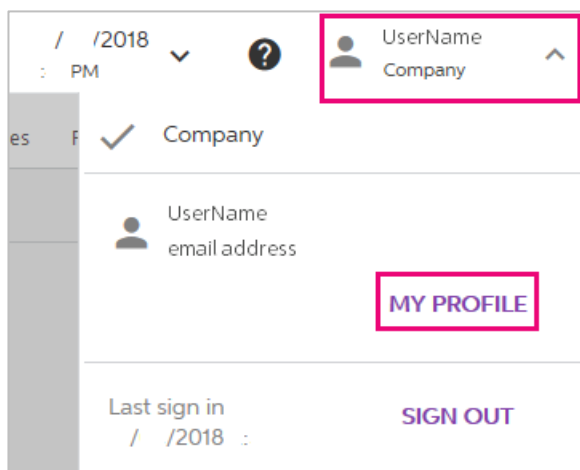 / /2018
: PM
UserName
Company
es F
Company
UserName
email address
MY PROFILE
Last sign in
/ /2018 :
SIGN OUT